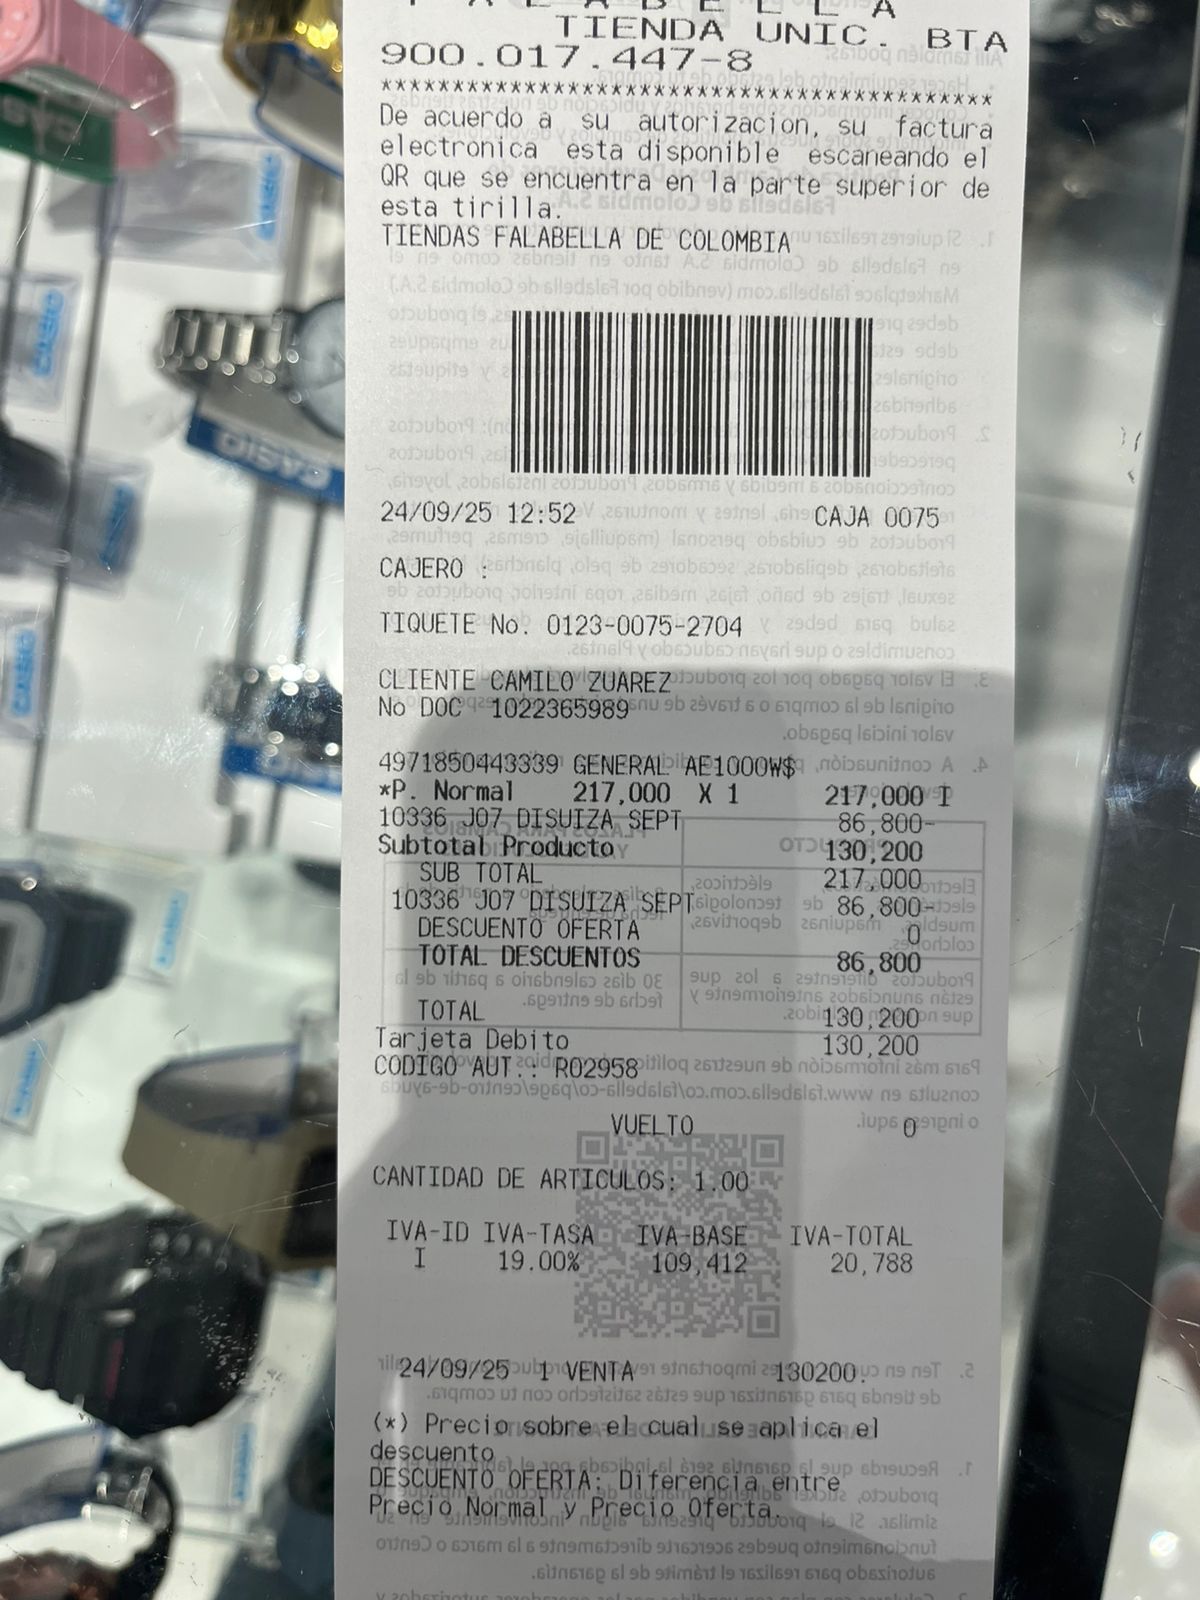 FALABELLA
TIENDA UNIC. BTA
900.017.447-8
******************************************
De acuerdo a su autorizacion, su factura
electronica esta disponible escaneando el
QR que se encuentra en la parte superior de
esta tirilla.
TIENDAS FALABELLA DE COLOMBIA
24/09/25 12:52 CAJA 0075
CAJERO :
TIQUETE No. 0123-0075-2704
CLIENTE CAMILO ZUAREZ
No DOC 1022365989
4971850443339 GENERAL AE1000W$
*P. Normal 217,000 X 1 217,000 I
10336 J07 DISUIZA SEPT 86,800-
Subtotal Producto 130,200
SUB TOTAL 217,000
10336 J07 DISUIZA SEPT 86,800-
DESCUENTO OFERTA 0
TOTAL DESCUENTOS 86,800
TOTAL 130,200
Tarjeta Debito 130,200
CODIGO AUT.: R02958
VUELTO 0
CANTIDAD DE ARTICULOS: 1.00
IVA-ID IVA-TASA IVA-BASE IVA-TOTAL
I 19.00% 109,412 20,788
24/09/25 1 VENTA 130200.
(*) Precio sobre el cual se aplica el
descuento
DESCUENTO OFERTA: Diferencia entre
Precio Normal y Precio Oferta.
CASIO